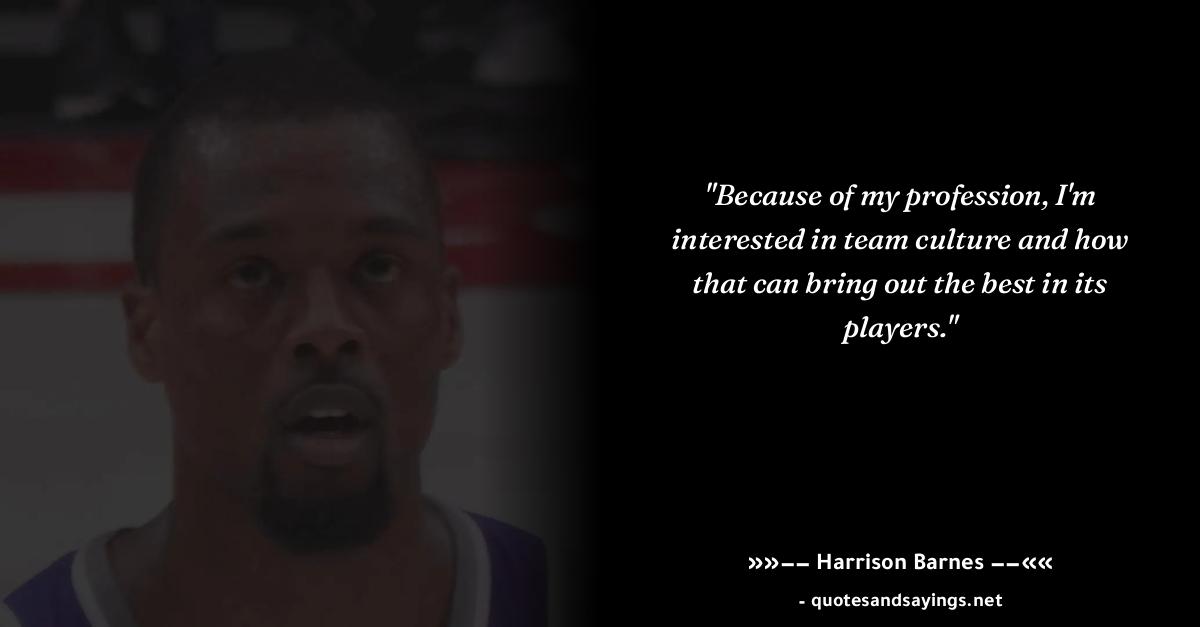 "Because of my profession, I'm
interested in team culture and how
that can bring out the best in its
players."
»»−− Harrison Barnes −−««
- quotesandsayings.net